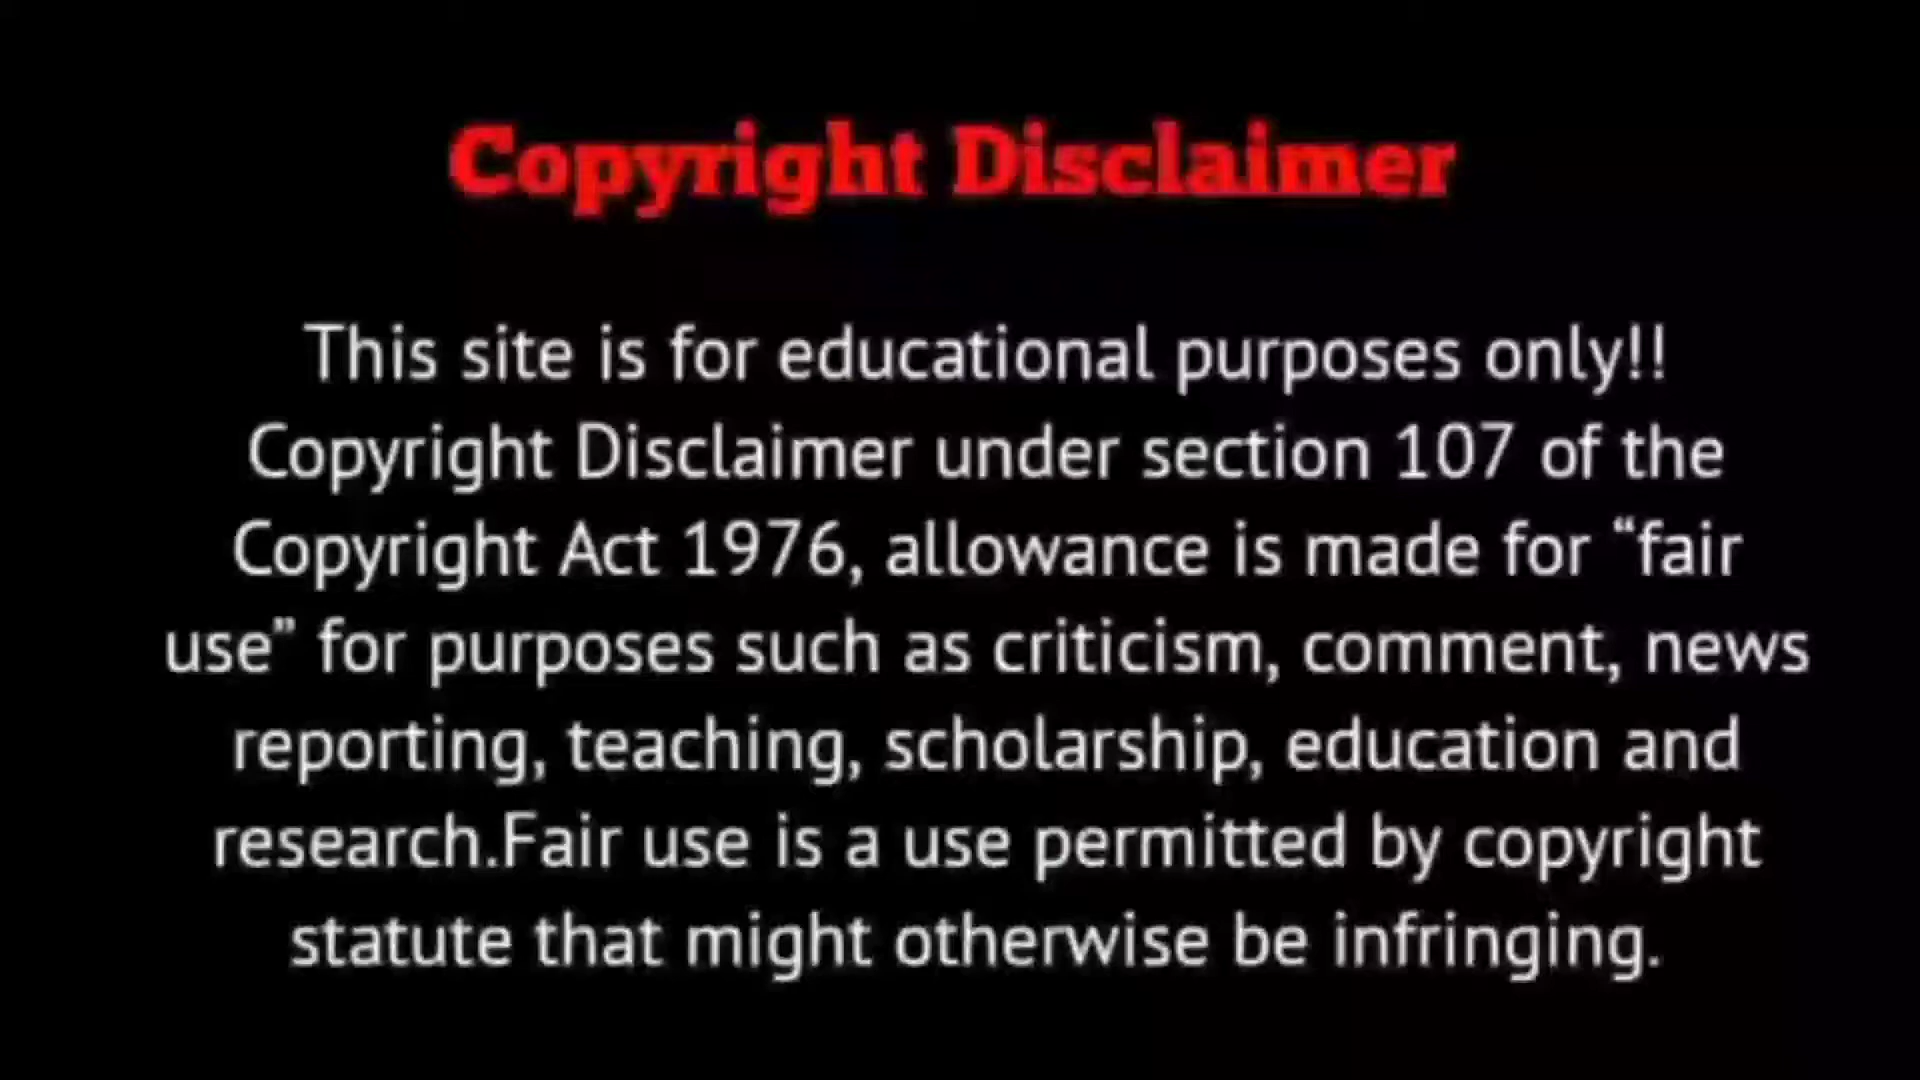 Copyright Disclaimer
This site is for educational purposes only!!
Copyright Disclaimer under section 107 of the
Copyright Act 1976, allowance is made for “fair
use” for purposes such as criticism, comment, news
reporting, teaching, scholarship, education and
research.Fair use is a use permitted by copyright
statute that might otherwise be infringing.